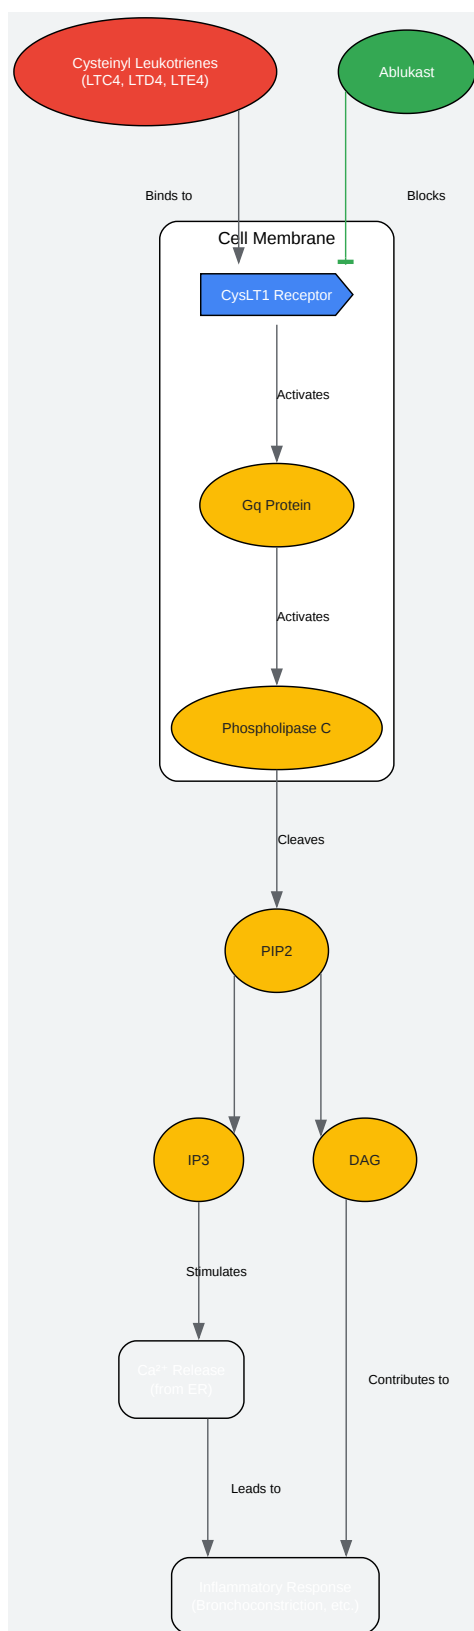 Cysteinyl Leukotrienes
(LTC4, LTD4, LTE4)
Ablukast
Binds to
Blocks
Cell Membrane
CysLT1 Receptor
Activates
Gq Protein
Activates
Phospholipase C
Cleaves
PIP2
IP3
DAG
Stimulates
Ca²⁺ Release
(from ER)
Contributes to
Leads to
Inflammatory Response
(Bronchoconstriction, etc.)